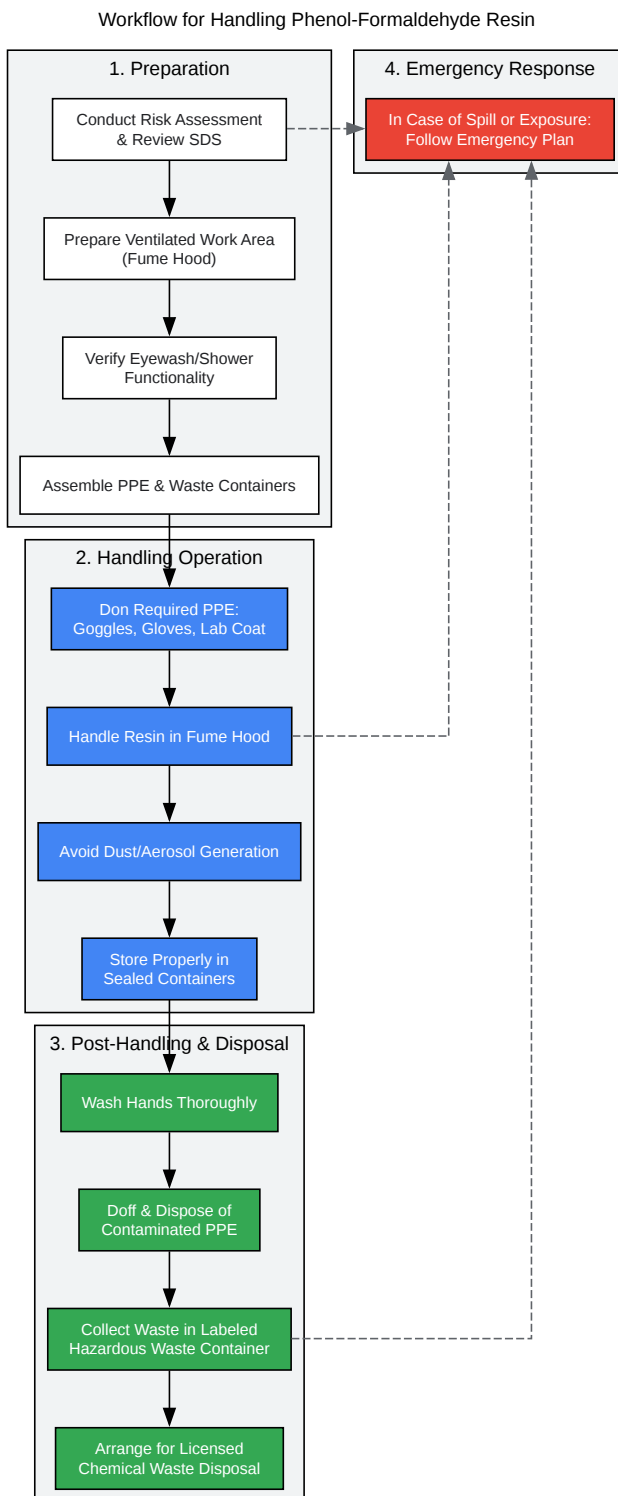 Workflow for Handling Phenol-Formaldehyde Resin
1. Preparation
Conduct Risk Assessment
& Review SDS
Prepare Ventilated Work Area
(Fume Hood)
Verify Eyewash/Shower
Functionality
Assemble PPE & Waste Containers
4. Emergency Response
In Case of Spill or Exposure:
Follow Emergency Plan
2. Handling Operation
Don Required PPE:
Goggles, Gloves, Lab Coat
Handle Resin in Fume Hood
Avoid Dust/Aerosol Generation
Store Properly in
Sealed Containers
3. Post-Handling & Disposal
Wash Hands Thoroughly
Doff & Dispose of
Contaminated PPE
Collect Waste in Labeled
Hazardous Waste Container
Arrange for Licensed
Chemical Waste Disposal